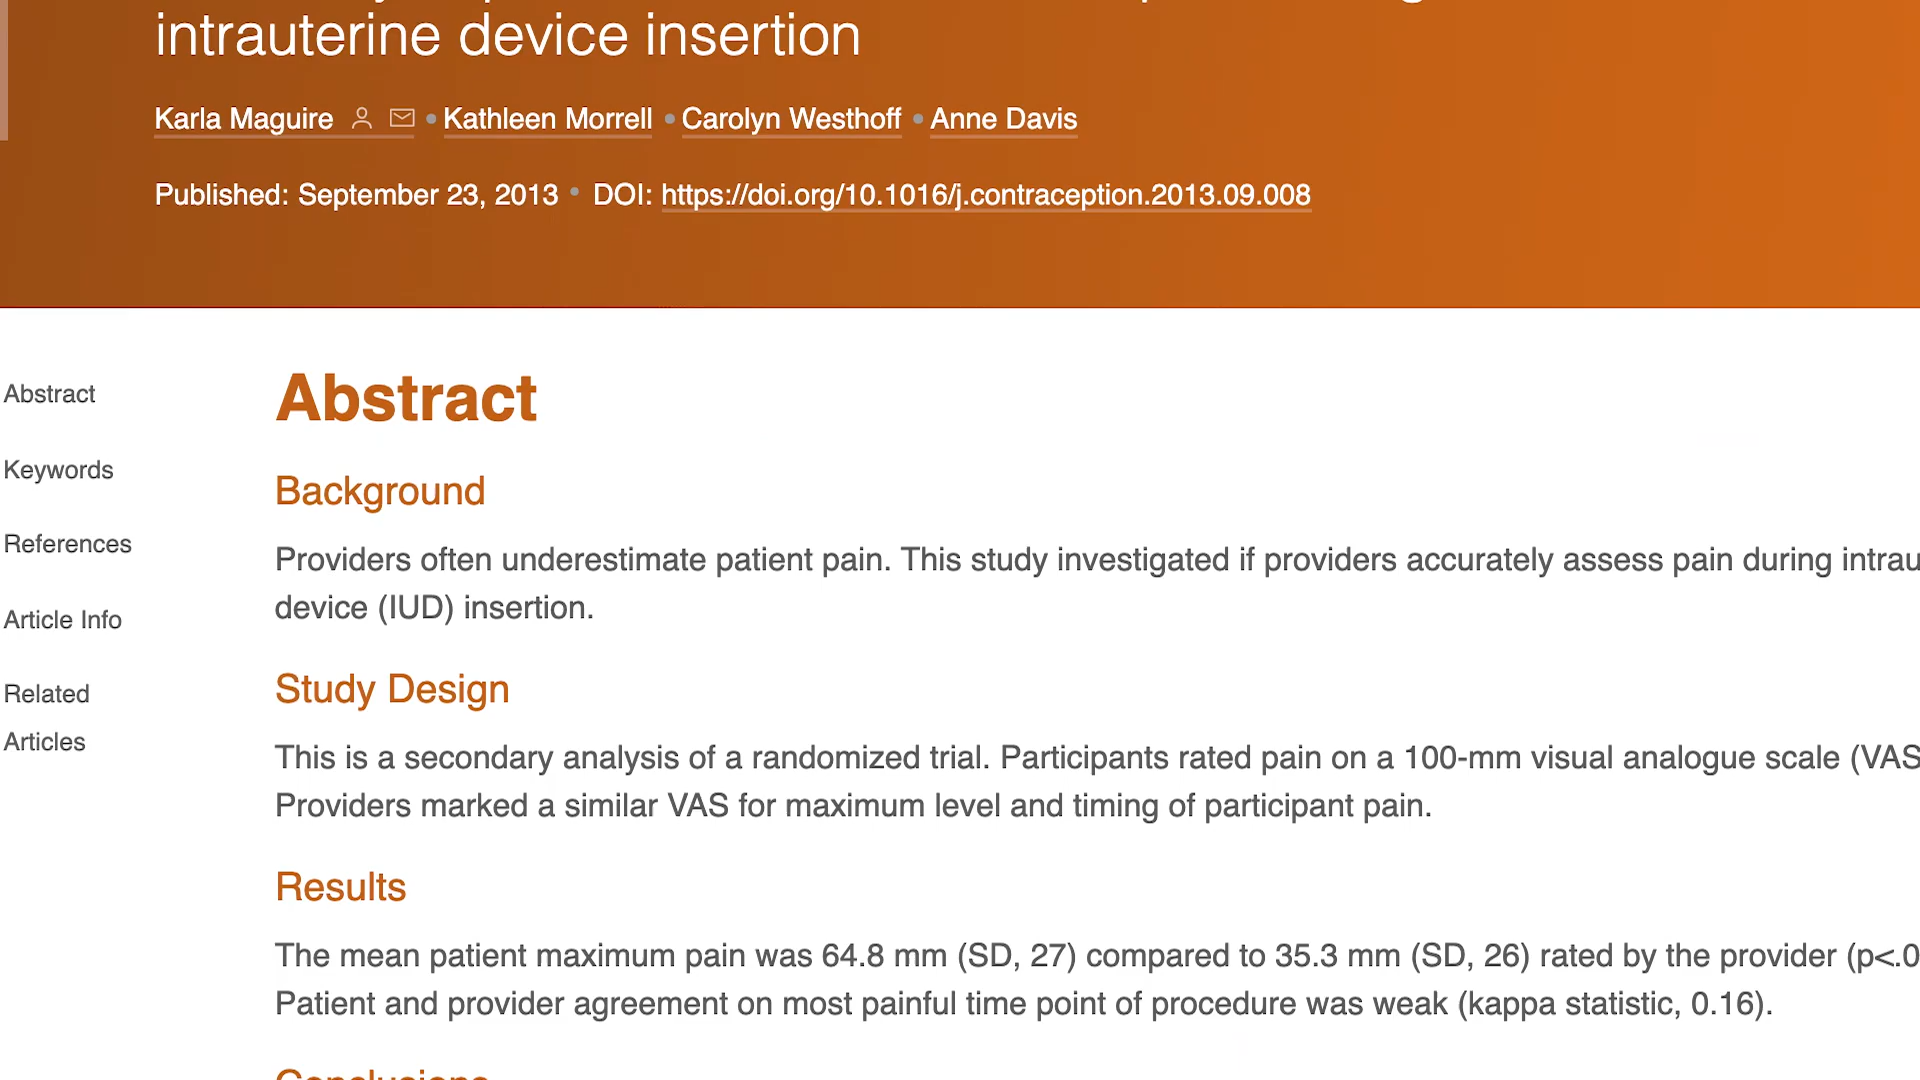 intrauterine device insertion
Karla Maguire • Kathleen Morrell • Carolyn Westhoff • Anne Davis
Published: September 23, 2013 • DOI: https://doi.org/10.1016/j.contraception.2013.09.008
Abstract
Keywords
References
Article Info
Related
Articles
Abstract
Background
Providers often underestimate patient pain. This study investigated if providers accurately assess pain during intrau
device (IUD) insertion.
Study Design
This is a secondary analysis of a randomized trial. Participants rated pain on a 100-mm visual analogue scale (VAS
Providers marked a similar VAS for maximum level and timing of participant pain.
Results
The mean patient maximum pain was 64.8 mm (SD, 27) compared to 35.3 mm (SD, 26) rated by the provider (p<.0
Patient and provider agreement on most painful time point of procedure was weak (kappa statistic, 0.16).
Conclusions